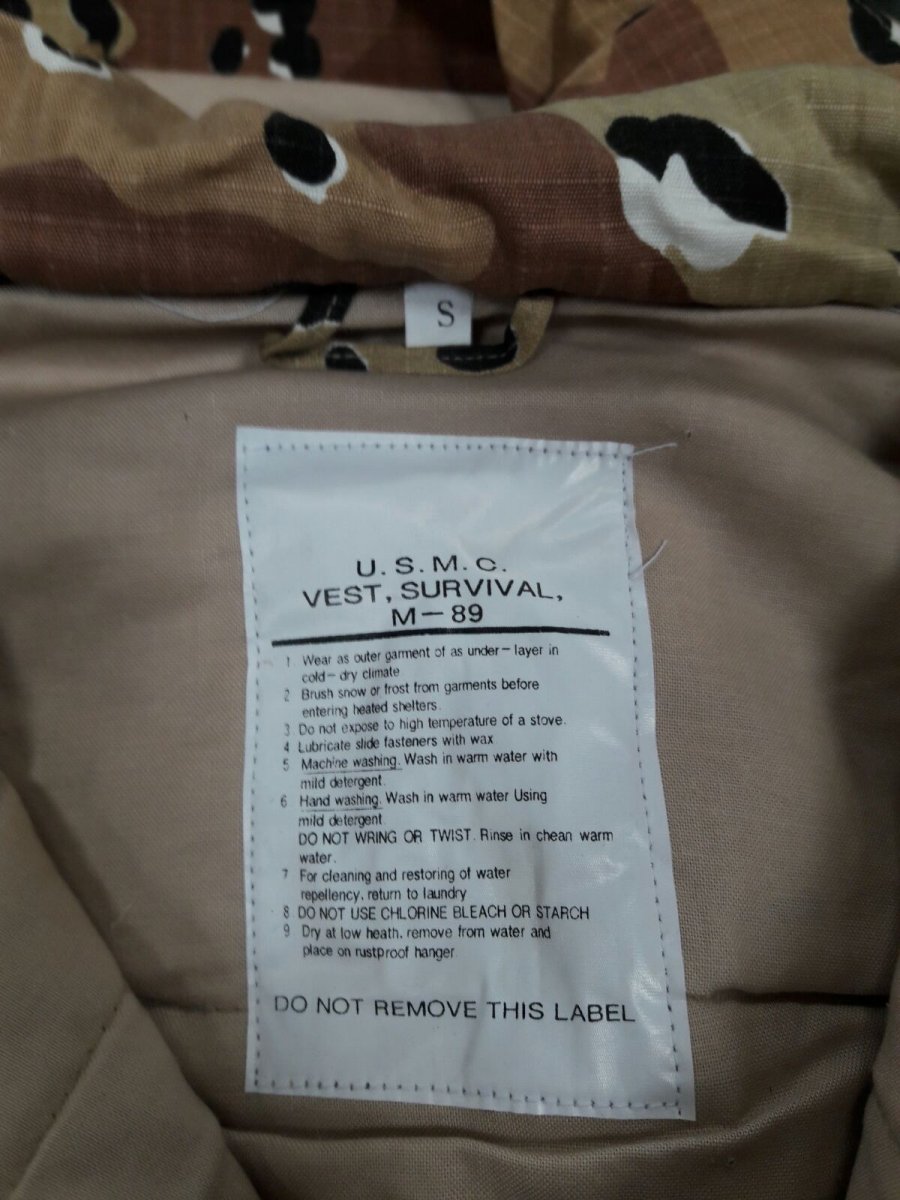 S
U.S.M.C.
VEST, SURVIVAL,
M-89
1 Wear as outer garment of as under-layer in
cold-dry climate
2 Brush snow or frost from garments before
entering heated shelters.
3 Do not expose to high temperature of a stove.
4 Lubricate slide fasteners with wax
5 Machine washing. Wash in warm water with
mild detergent.
6 Hand washing. Wash in warm water Using
mild detergent
DO NOT WRING OR TWIST. Rinse in chean warm
water.
7 For cleaning and restoring of water
repellency, return to laundry
8 DO NOT USE CHLORINE BLEACH OR STARCH
9 Dry at low heath. remove from water and
place on rustproof hanger
DO NOT REMOVE THIS LABEL